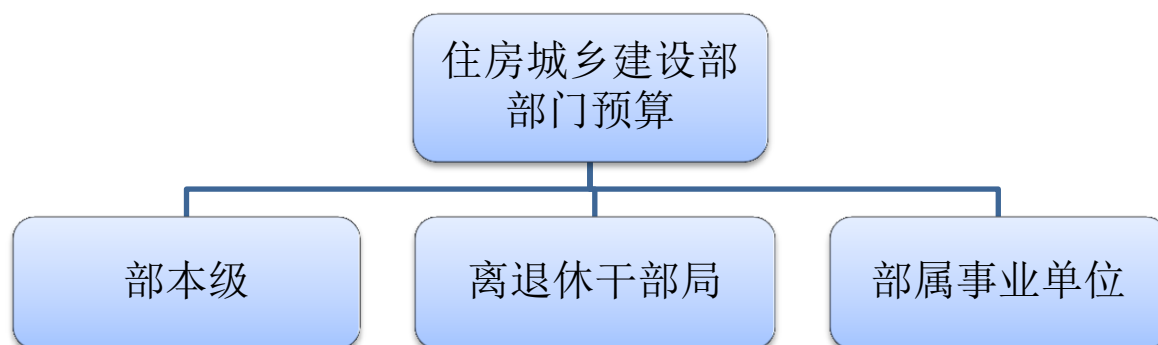 住房城乡建设部
部门预算
部本级
离退休干部局
部属事业单位